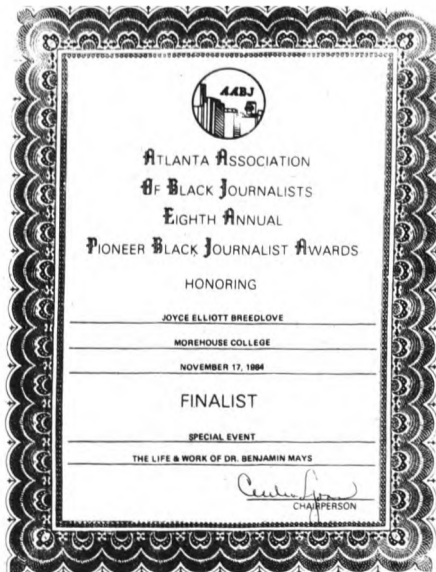 AABJ
ATLANTA ASSOCIATION
OF BLACK JOURNALISTS
EIGHTH ANNUAL
PIONEER BLACK JOURNALIST AWARDS
HONORING
JOYCE ELLIOTT BREEDLOVE
MOREHOUSE COLLEGE
NOVEMBER 17, 1984
FINALIST
SPECIAL EVENT
THE LIFE & WORK OF DR. BENJAMIN MAYS
CHAIRPERSON